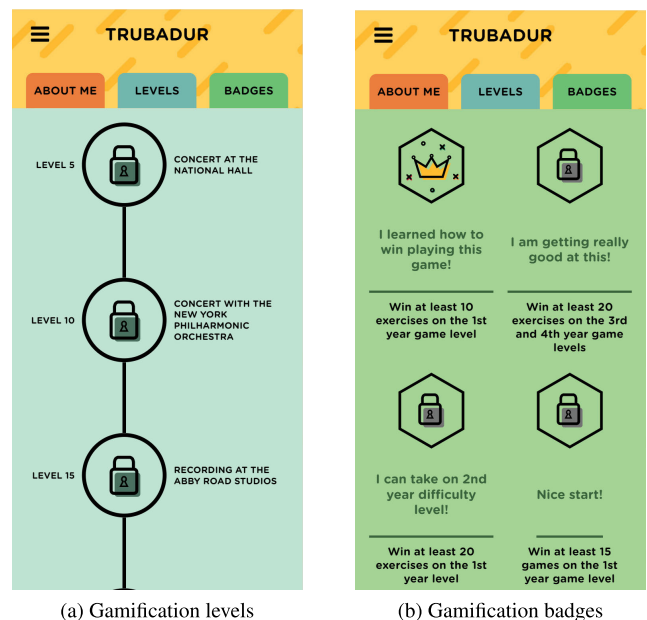 TRUBADUR
ABOUT ME
LEVELS
BADGES
LEVEL 5
CONCERT AT THE
NATIONAL HALL
LEVEL 10
CONCERT WITH THE
NEW YORK
PHILHARMONIC
ORCHESTRA
LEVEL 15
RECORDING AT THE
ABBY ROAD STUDIOS
(a) Gamification levels
TRUBADUR
ABOUT ME
LEVELS
BADGES
I learned how to
win playing this
game!
Win at least 10
exercises on the 1st
year game level
I am getting really
good at this!
Win at least 20
exercises on the 3rd
and 4th year game
levels
I can take on 2nd
year difficulty
level!
Win at least 20
exercises on the 1st
year level
Nice start!
Win at least 15
games on the 1st
year game level
(b) Gamification badges